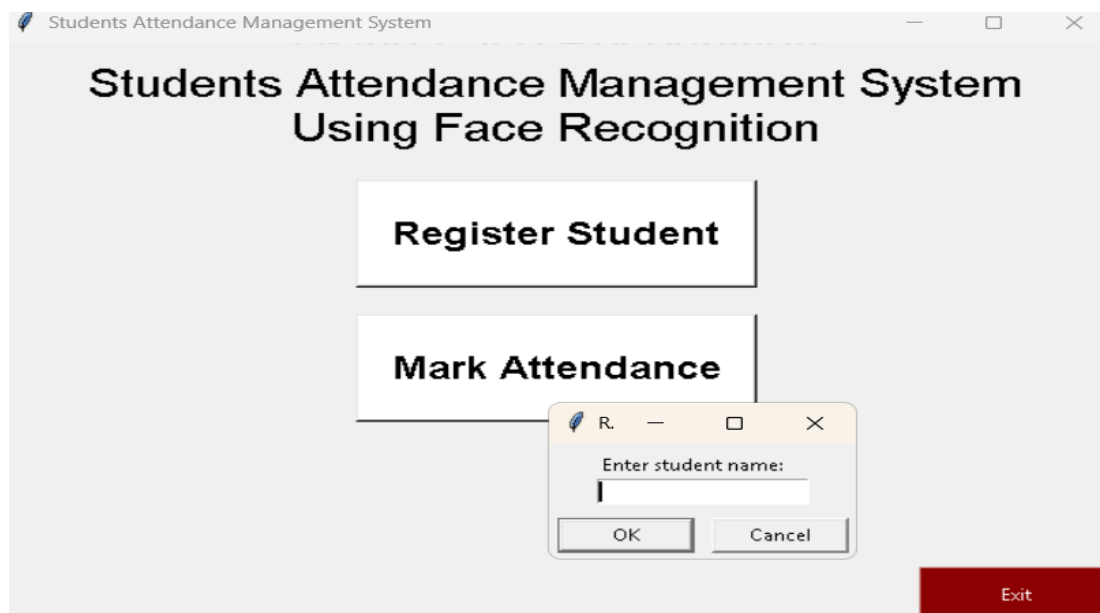 Students Attendance Management System
Students Attendance Management System
Using Face Recognition
Register Student
Mark Attendance
R.
Enter student name:
OK Cancel
Exit